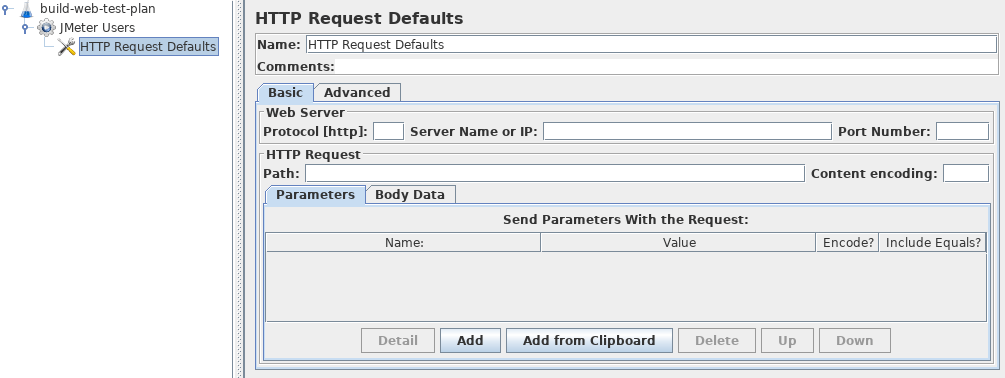 build-web-test-plan
JMeter Users
HTTP Request Defaults
HTTP Request Defaults
Name: HTTP Request Defaults
Comments:
Basic Advanced
Web Server
Protocol [http]: Server Name or IP: Port Number:
HTTP Request
Path: Content encoding:
Parameters Body Data
Send Parameters With the Request:
Name: Value Encode? Include Equals?
Detail Add Add from Clipboard Delete Up Down